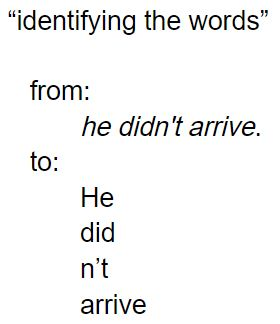 “identifying the words”
from:
he didn't arrive.
to:
He
did
n’t
arrive